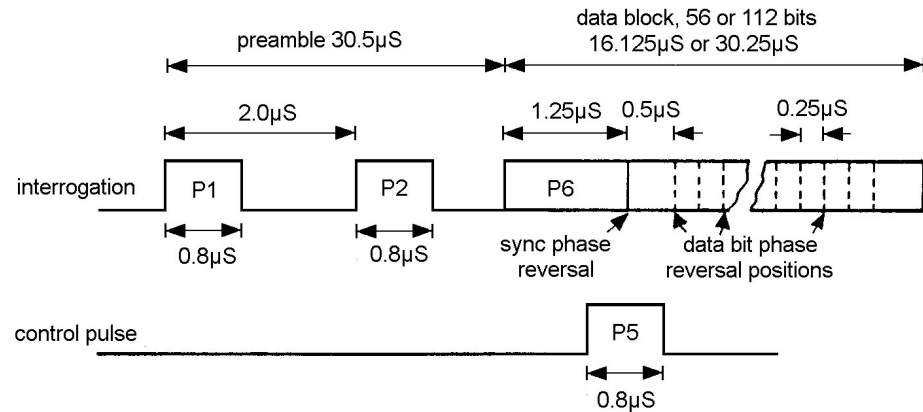 data block, 56 or 112 bits
preamble 30.5µS
16.125µS or 30.25µS
2.0µS
1.25µS
0.5µS
0.25µS
interrogation
P1
P2
P6
0.8µS
0.8µS
sync phase
reversal
data bit phase
reversal positions
control pulse
P5
0.8µS